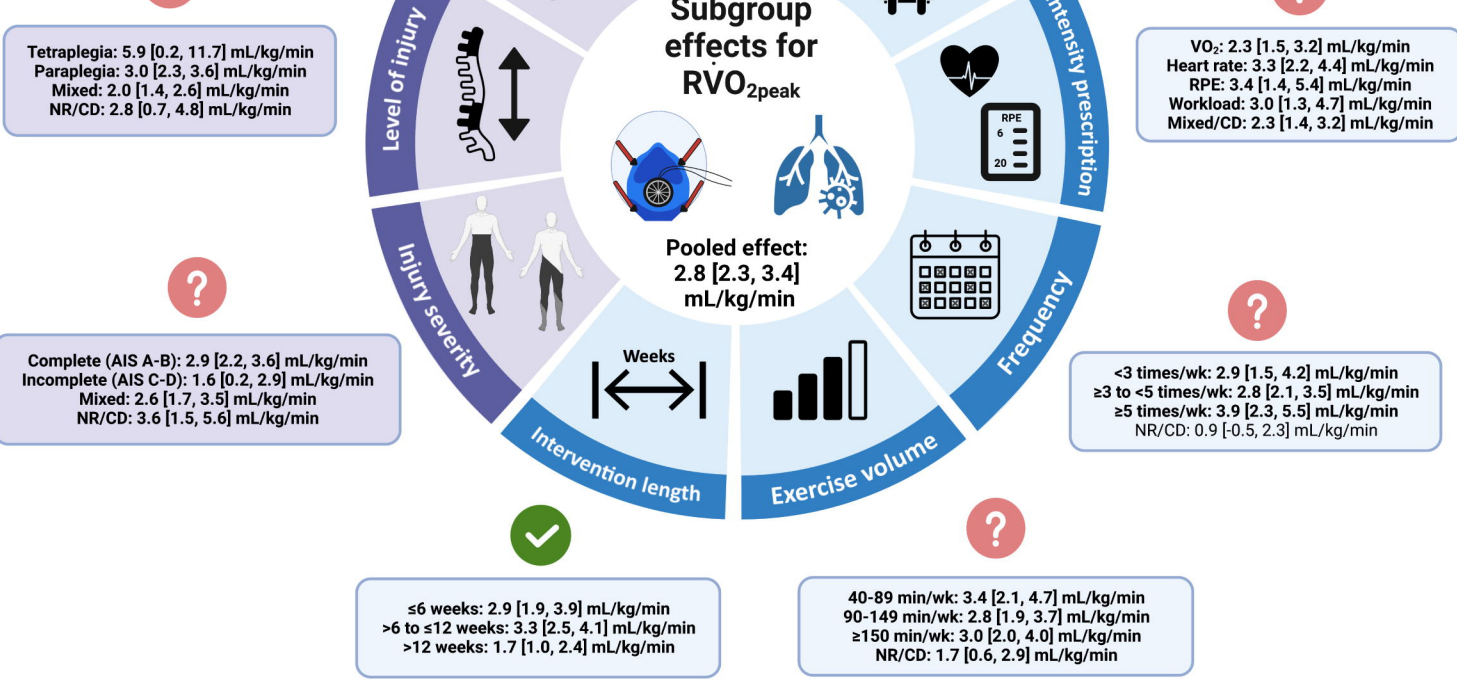 Subgroup
effects for
RVO₂peak
Pooled effect:
2.8 [2.3, 3.4]
mL/kg/min
Level of injury
Tetraplegia: 5.9 [0.2, 11.7] mL/kg/min
Paraplegia: 3.0 [2.3, 3.6] mL/kg/min
Mixed: 2.0 [1.4, 2.6] mL/kg/min
NR/CD: 2.8 [0.7, 4.8] mL/kg/min
ntensity prescription
RPE
6
20
VO₂: 2.3 [1.5, 3.2] mL/kg/min
Heart rate: 3.3 [2.2, 4.4] mL/kg/min
RPE: 3.4 [1.4, 5.4] mL/kg/min
Workload: 3.0 [1.3, 4.7] mL/kg/min
Mixed/CD: 2.3 [1.4, 3.2] mL/kg/min
Injury severity
?
Complete (AIS A-B): 2.9 [2.2, 3.6] mL/kg/min
Incomplete (AIS C-D): 1.6 [0.2, 2.9] mL/kg/min
Mixed: 2.6 [1.7, 3.5] mL/kg/min
NR/CD: 3.6 [1.5, 5.6] mL/kg/min
Frequency
?
<3 times/wk: 2.9 [1.5, 4.2] mL/kg/min
≥3 to <5 times/wk: 2.8 [2.1, 3.5] mL/kg/min
≥5 times/wk: 3.9 [2.3, 5.5] mL/kg/min
NR/CD: 0.9 [-0.5, 2.3] mL/kg/min
Weeks
Intervention length
≤6 weeks: 2.9 [1.9, 3.9] mL/kg/min
>6 to ≤12 weeks: 3.3 [2.5, 4.1] mL/kg/min
>12 weeks: 1.7 [1.0, 2.4] mL/kg/min
Exercise volume
?
40-89 min/wk: 3.4 [2.1, 4.7] mL/kg/min
90-149 min/wk: 2.8 [1.9, 3.7] mL/kg/min
≥150 min/wk: 3.0 [2.0, 4.0] mL/kg/min
NR/CD: 1.7 [0.6, 2.9] mL/kg/min